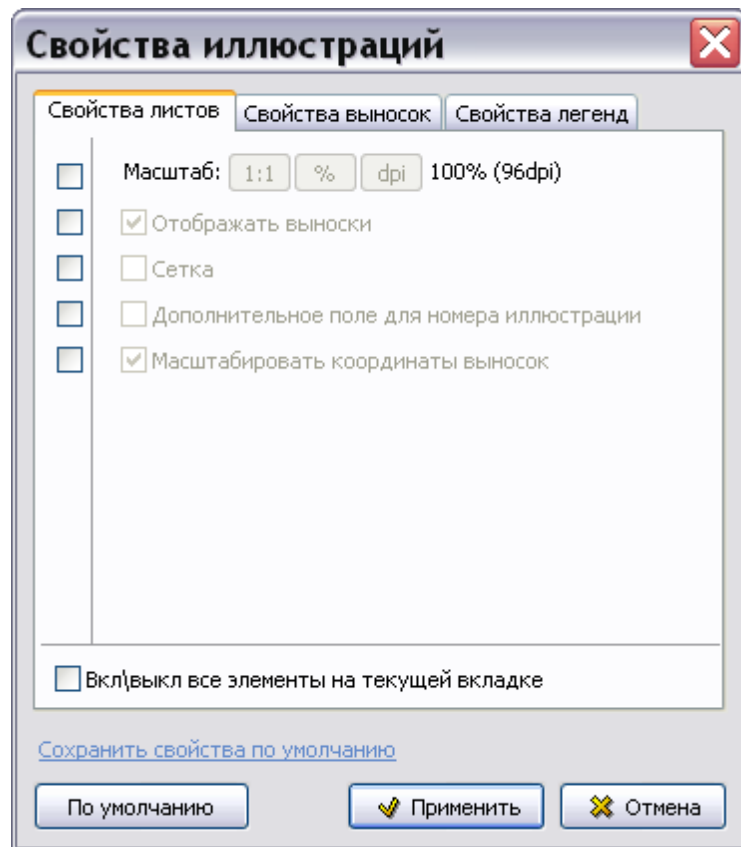 Свойства иллюстраций
Свойства листов Свойства выносок Свойства легенд
Масштаб: 1:1 % dpi 100% (96dpi)
Отображать выноски
Сетка
Дополнительное поле для номера иллюстрации
Масштабировать координаты выносок
Вкл\выкл все элементы на текущей вкладке
Сохранить свойства по умолчанию
По умолчанию Применить Отмена